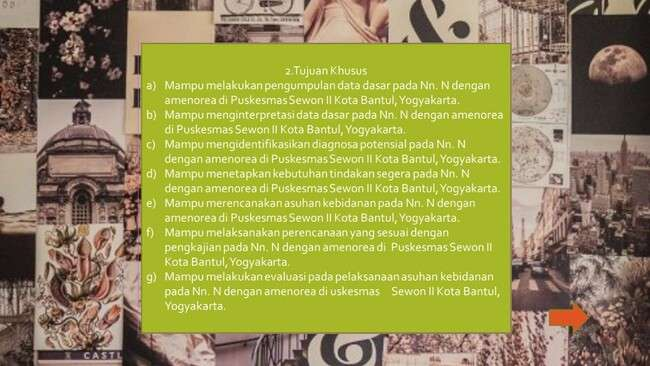 2.Tujuan Khusus
a) Mampu melakukan pengumpulan data dasar pada Nn. N dengan
amenorea di Puskesmas Sewon II Kota Bantul, Yogyakarta.
b) Mampu menginterpretasi data dasar pada Nn. N dengan amenorea
di Puskesmas Sewon II Kota Bantul, Yogyakarta.
c) Mampu mengidentifikasikan diagnosa potensial pada Nn. N
dengan amenorea di Puskesmas Sewon II Kota Bantul, Yogyakarta.
d) Mampu menetapkan kebutuhan tindakan segera pada Nn. N
dengan amenorea di Puskesmas Sewon II Kota Bantul, Yogyakarta.
e) Mampu merencanakan asuhan kebidanan pada Nn. N dengan
amenorea di Puskesmas Sewon II Kota Bantul, Yogyakarta.
f) Mampu melaksanakan perencanaan yang sesuai dengan
pengkajian pada Nn. N dengan amenorea di Puskesmas Sewon II
Kota Bantul, Yogyakarta.
g) Mampu melakukan evaluasi pada pelaksanaan asuhan kebidanan
pada Nn. N dengan amenorea di uskesmas Sewon II Kota Bantul,
Yogyakarta.
CASTL
&